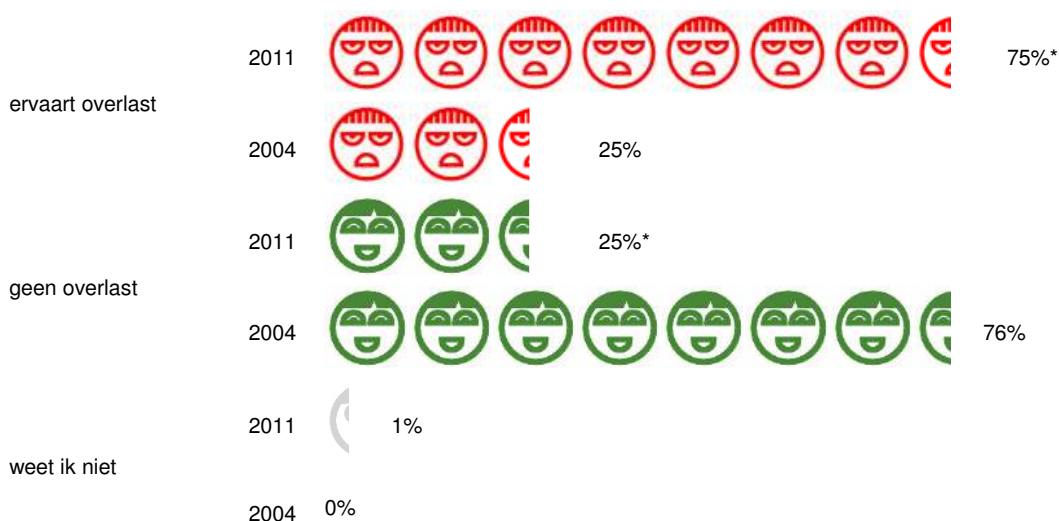 2011 75%*
ervaart overlast
2004 25%
2011 25%*
geen overlast
2004 76%
2011 1%
weet ik niet
2004 0%